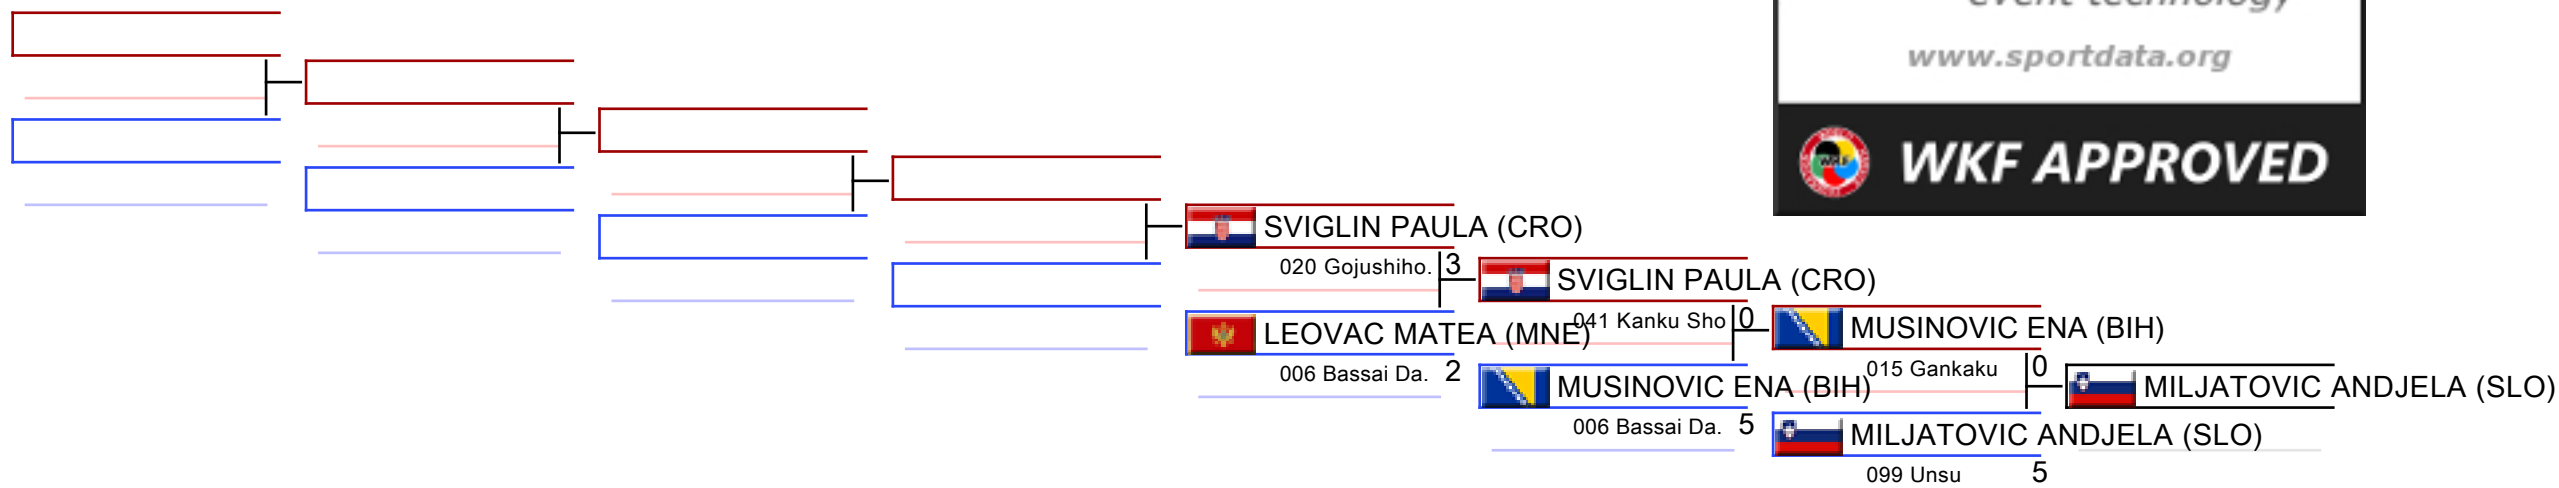 event technology
www.sportdata.org
WKF APPROVED
SVIGLIN PAULA (CRO)
020 Gojushiho. 3
LEOVAC MATEA (MNE)
006 Bassai Da. 2
SVIGLIN PAULA (CRO)
041 Kanku Sho 0
MUSINOVIC ENA (BIH)
006 Bassai Da. 5
MUSINOVIC ENA (BIH)
015 Gankaku 0
MILJATOVIC ANDJELA (SLO)
099 Unsu 5
MILJATOVIC ANDJELA (SLO)